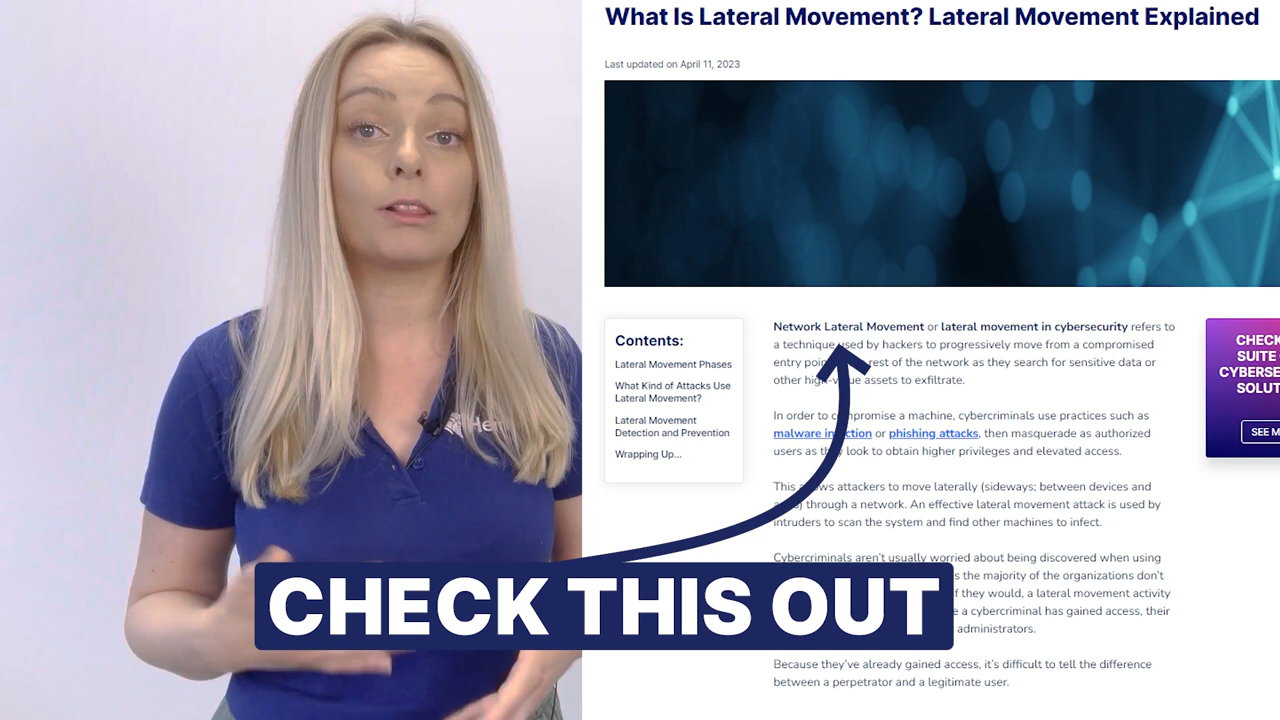 What Is Lateral Movement? Lateral Movement Explained
Last updated on April 11, 2023
Contents:
Lateral Movement Phases
What Kind of Attacks Use
Lateral Movement?
Lateral Movement
Detection and Prevention
Wrapping Up...
Network Lateral Movement or lateral movement in cybersecurity refers to
a technique used by hackers to progressively move from a compromised
entry rest of the network as they search for sensitive data or
other high-value assets to exfiltrate.
In order to compromise a machine, cybercriminals use practices such as
malware injection or phishing attacks, then masquerade as authorized
users as they look to obtain higher privileges and elevated access.
This allows attackers to move laterally (sideways; between devices and
through a network. An effective lateral movement attack is used by
intruders to scan the system and find other machines to infect.
Cybercriminals aren't usually worried about being discovered when using
the majority of the organizations don't
if they would, a lateral movement activity
a cybercriminal has gained access, their
administrators.
Because they've already gained access, it's difficult to tell the difference
between a perpetrator and a legitimate user.
CHECK
SUITE
SEE
CHECK THIS OUT